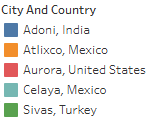 City And Country
Adoni, India
Atlixco, Mexico
Aurora, United States
Celaya, Mexico
Sivas, Turkey